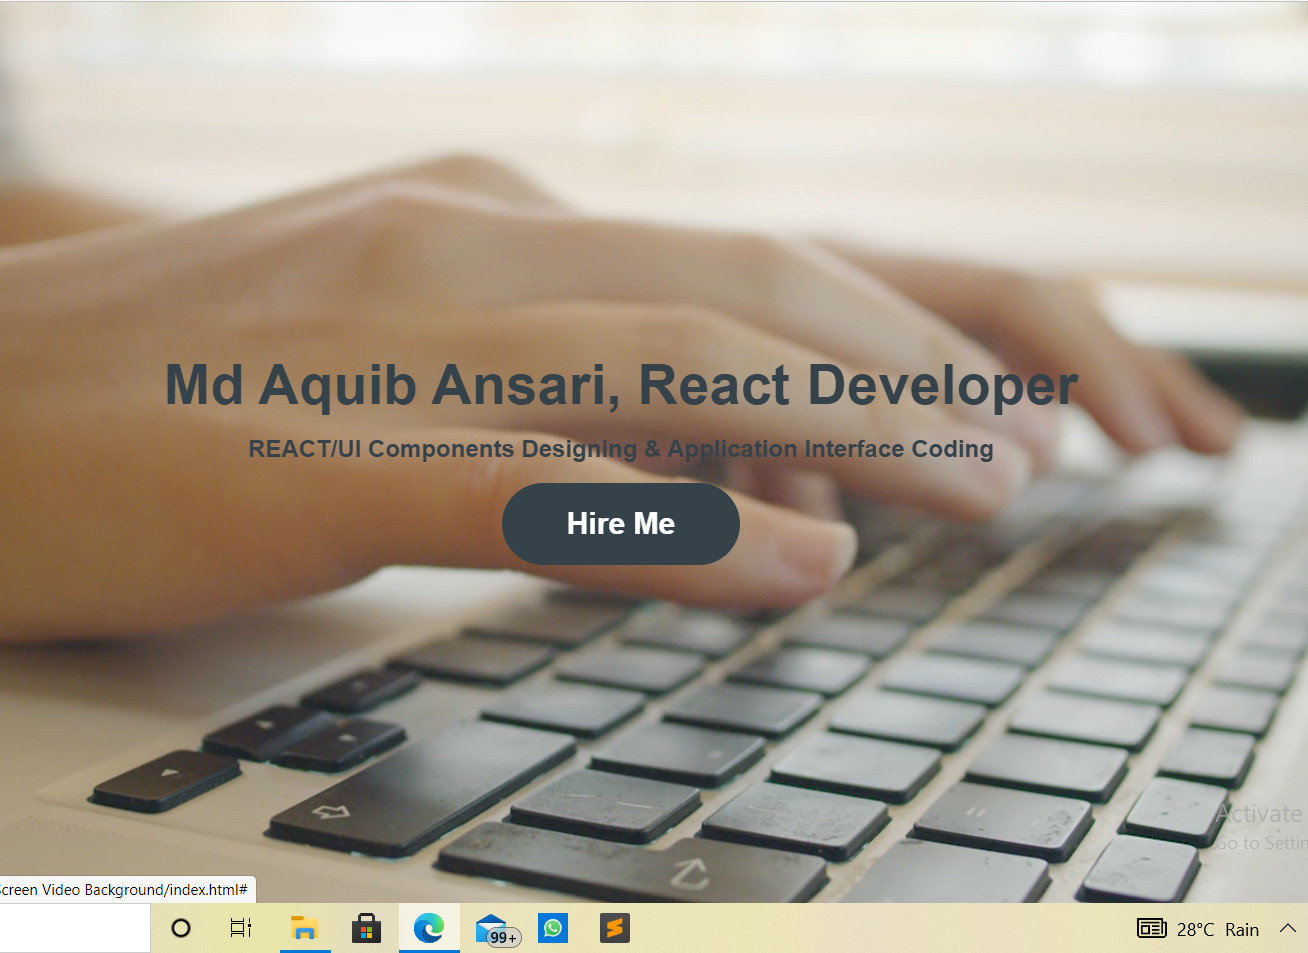 Md Aquib Ansari, React Developer
REACT/UI Components Designing & Application Interface Coding
Hire Me
Activate
Go to Settin
Screen Video Background/index.html#
99+
28°C Rain